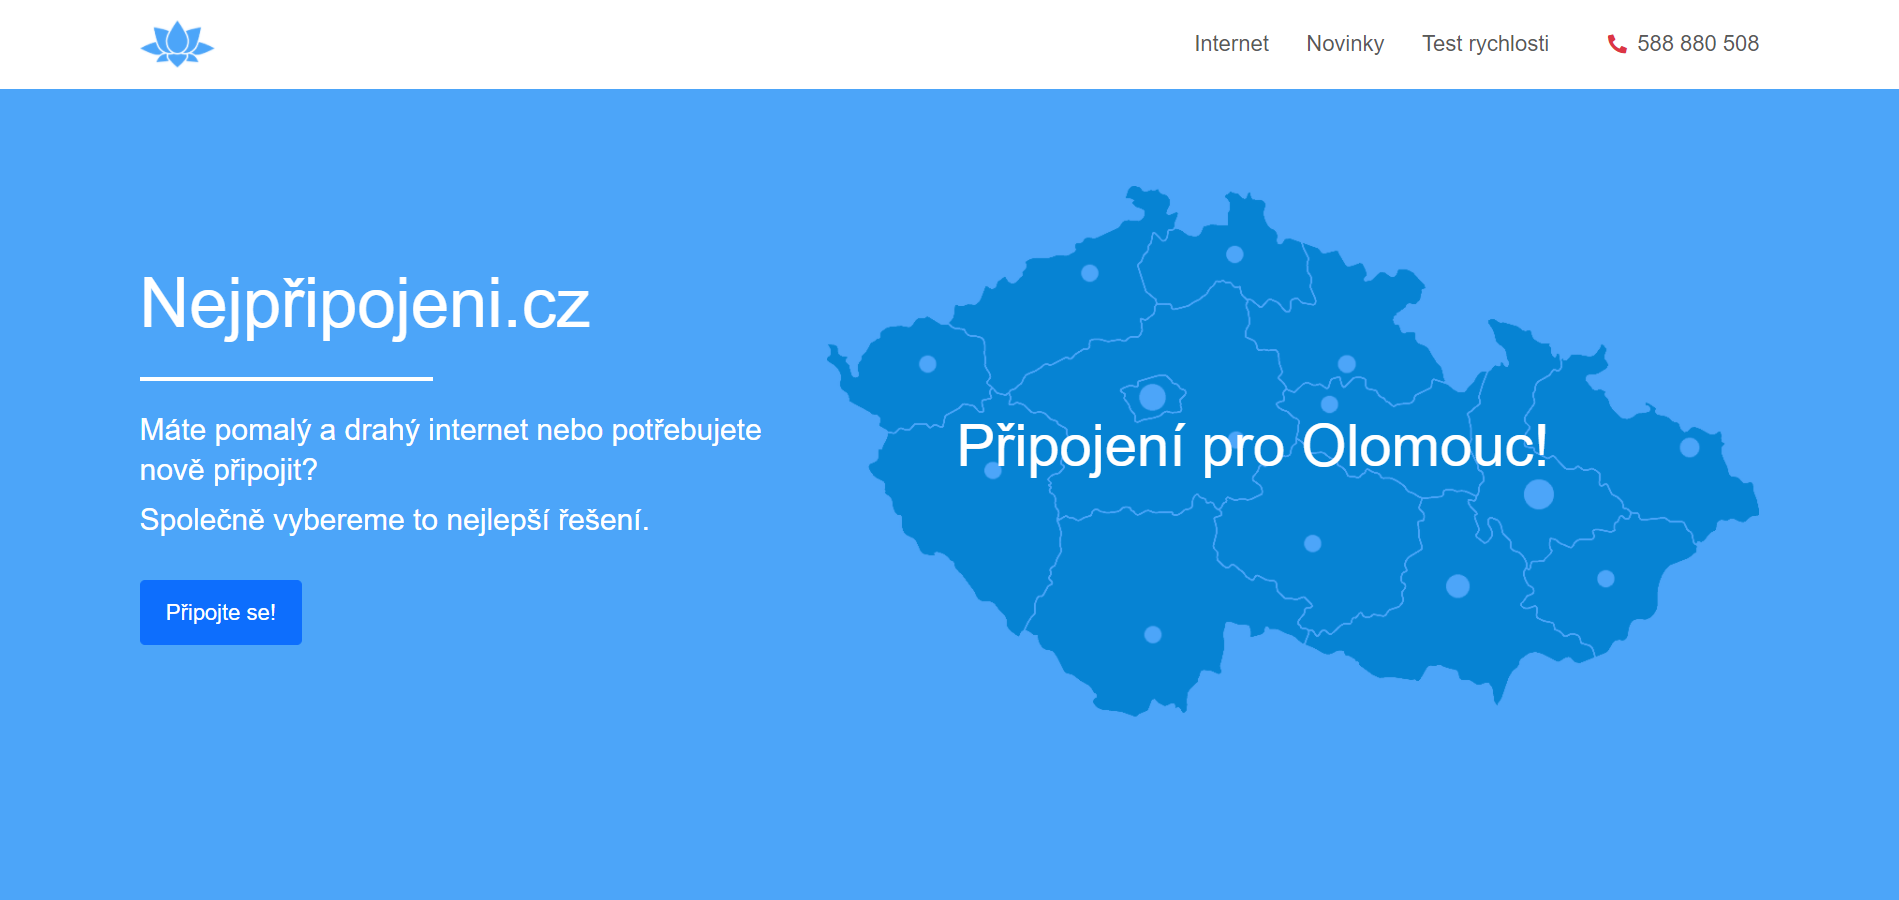 Internet Novinky Test rychlosti 588 880 508
Nejpřipojeni.cz
Máte pomalý a drahý internet nebo potřebujete
nově připojit?
Společně vybereme to nejlepší řešení.
Připojte se!
Připojení pro Olomouc!